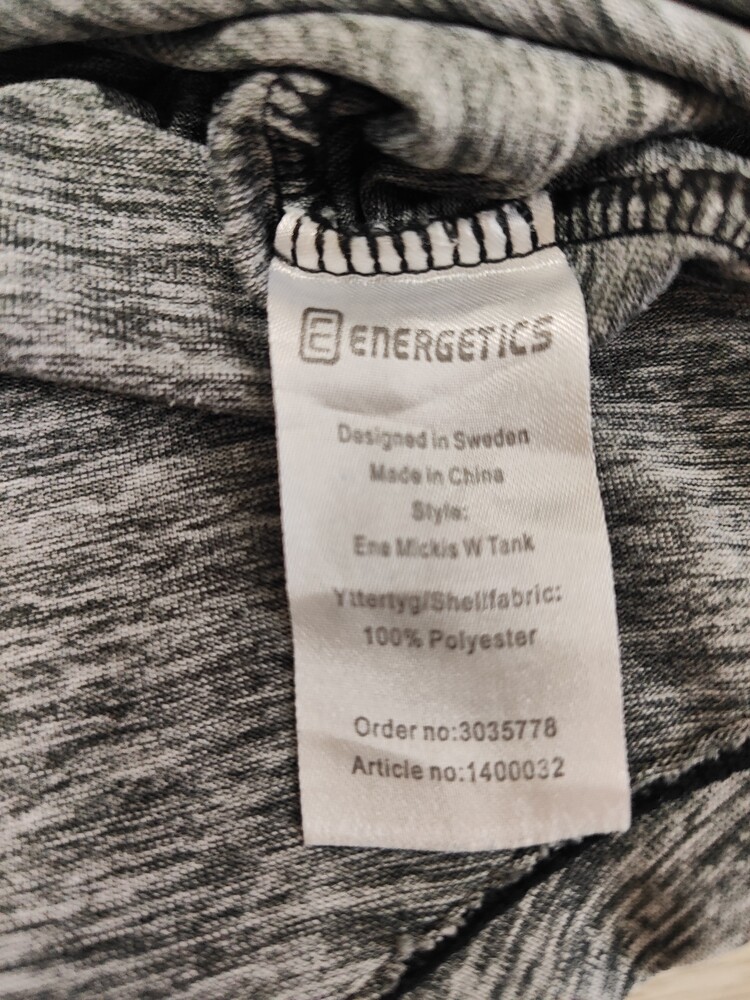 E ENERGETICS
Designed in Sweden
Made in China
Style:
Ene Mickis W Tank
Yttertyg/Shellfabric:
100% Polyester
Order no:3035778
Article no:1400032